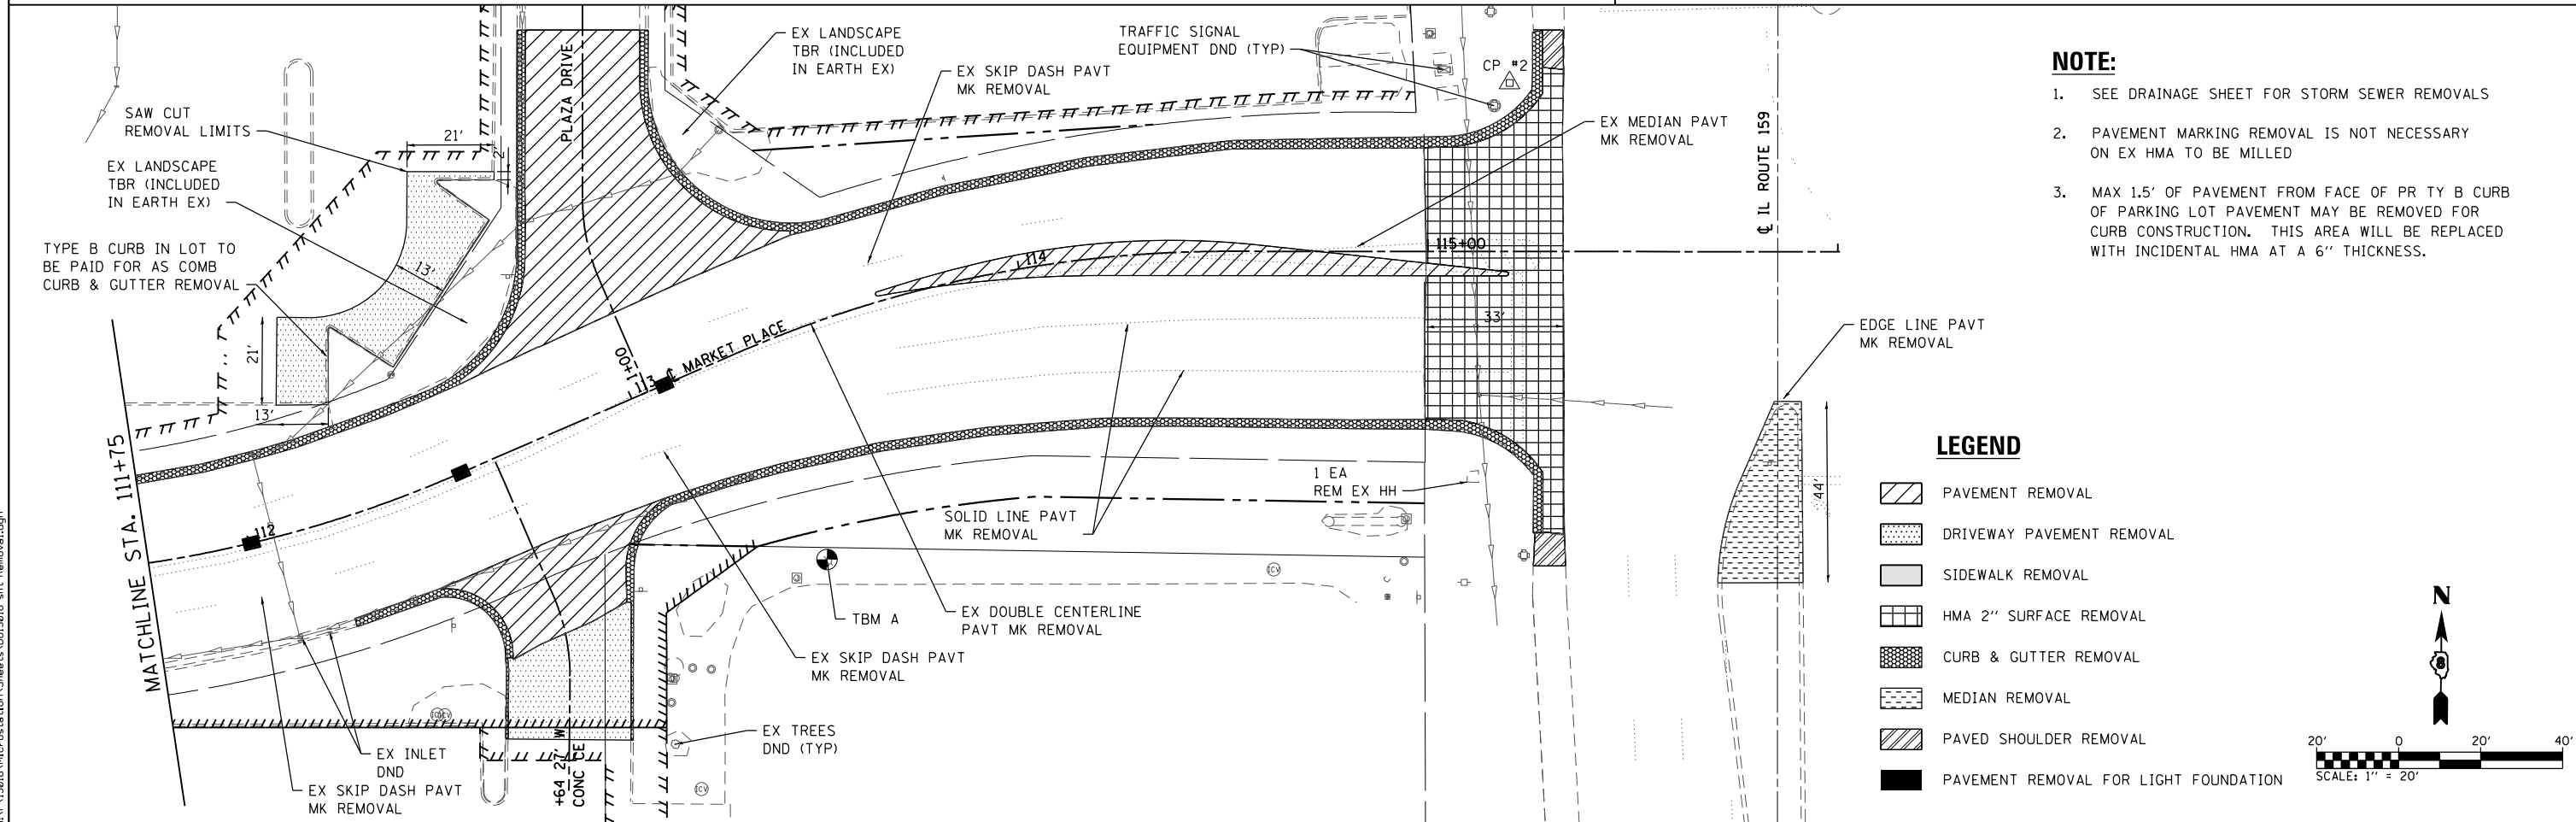 EX LANDSCAPE
TBR (INCLUDED
IN EARTH EX)
TRAFFIC SIGNAL
EQUIPMENT DND (TYP)
EX SKIP DASH PAVT
MK REMOVAL
CP #2
PLAZA DRIVE
SAW CUT
REMOVAL LIMITS
21'
2'
EX LANDSCAPE
TBR (INCLUDED
IN EARTH EX)
TYPE B CURB IN LOT TO
BE PAID FOR AS COMB
CURB & GUTTER REMOVAL
13'
21'
13'
EX MEDIAN PAVT
MK REMOVAL
℄ IL ROUTE 159
115+00
114
33'
℄ MARKET PLACE
113
1+00
112
MATCHLINE STA. 111+75
EDGE LINE PAVT
MK REMOVAL
44'
1 EA
REM EX HH
SOLID LINE PAVT
MK REMOVAL
ICV
TBM A
EX DOUBLE CENTERLINE
PAVT MK REMOVAL
EX SKIP DASH PAVT
MK REMOVAL
EX TREES
DND (TYP)
ICV
EX INLET
DND
EX SKIP DASH PAVT
MK REMOVAL
+64 27' W
CONC CE
NOTE:
1. SEE DRAINAGE SHEET FOR STORM SEWER REMOVALS
2. PAVEMENT MARKING REMOVAL IS NOT NECESSARY
ON EX HMA TO BE MILLED
3. MAX 1.5' OF PAVEMENT FROM FACE OF PR TY B CURB
OF PARKING LOT PAVEMENT MAY BE REMOVED FOR
CURB CONSTRUCTION. THIS AREA WILL BE REPLACED
WITH INCIDENTAL HMA AT A 6'' THICKNESS.
LEGEND
PAVEMENT REMOVAL
DRIVEWAY PAVEMENT REMOVAL
SIDEWALK REMOVAL
HMA 2'' SURFACE REMOVAL
CURB & GUTTER REMOVAL
MEDIAN REMOVAL
PAVED SHOULDER REMOVAL
PAVEMENT REMOVAL FOR LIGHT FOUNDATION
N
8
20' 0 20' 40'
SCALE: 1'' = 20'